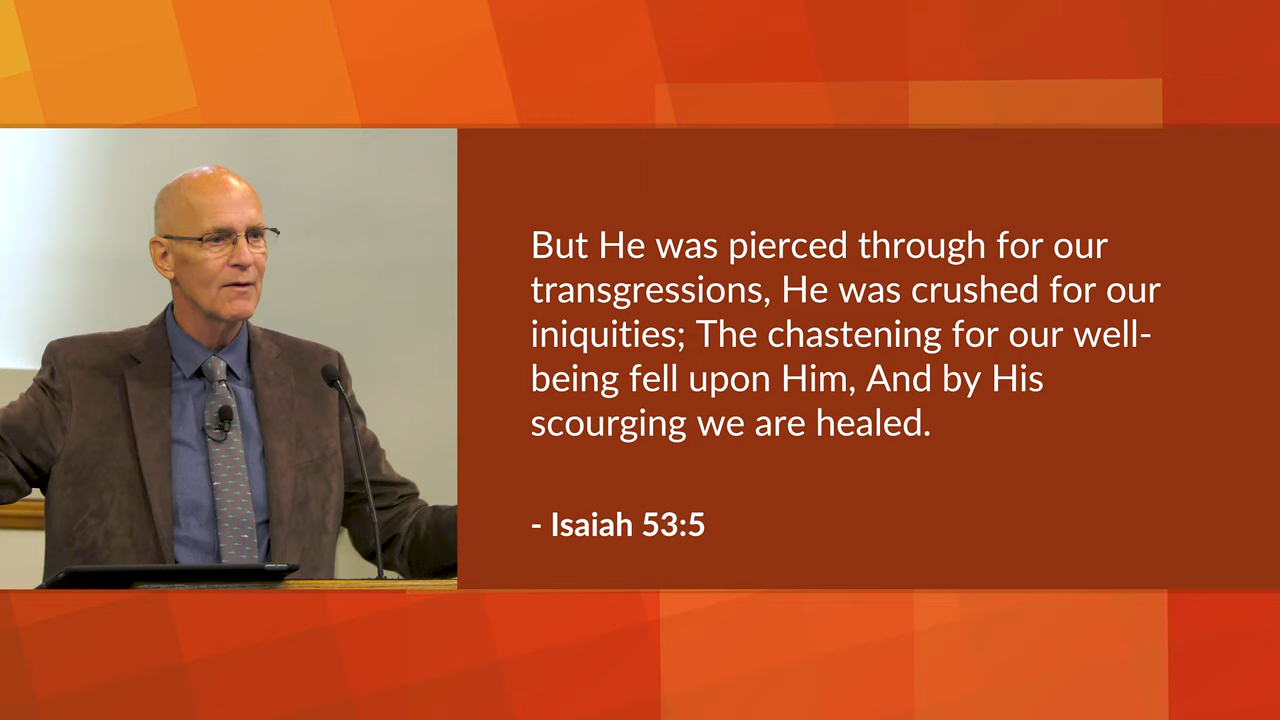 But He was pierced through for our
transgressions, He was crushed for our
iniquities; The chastening for our well-
being fell upon Him, And by His
scourging we are healed.
- Isaiah 53:5